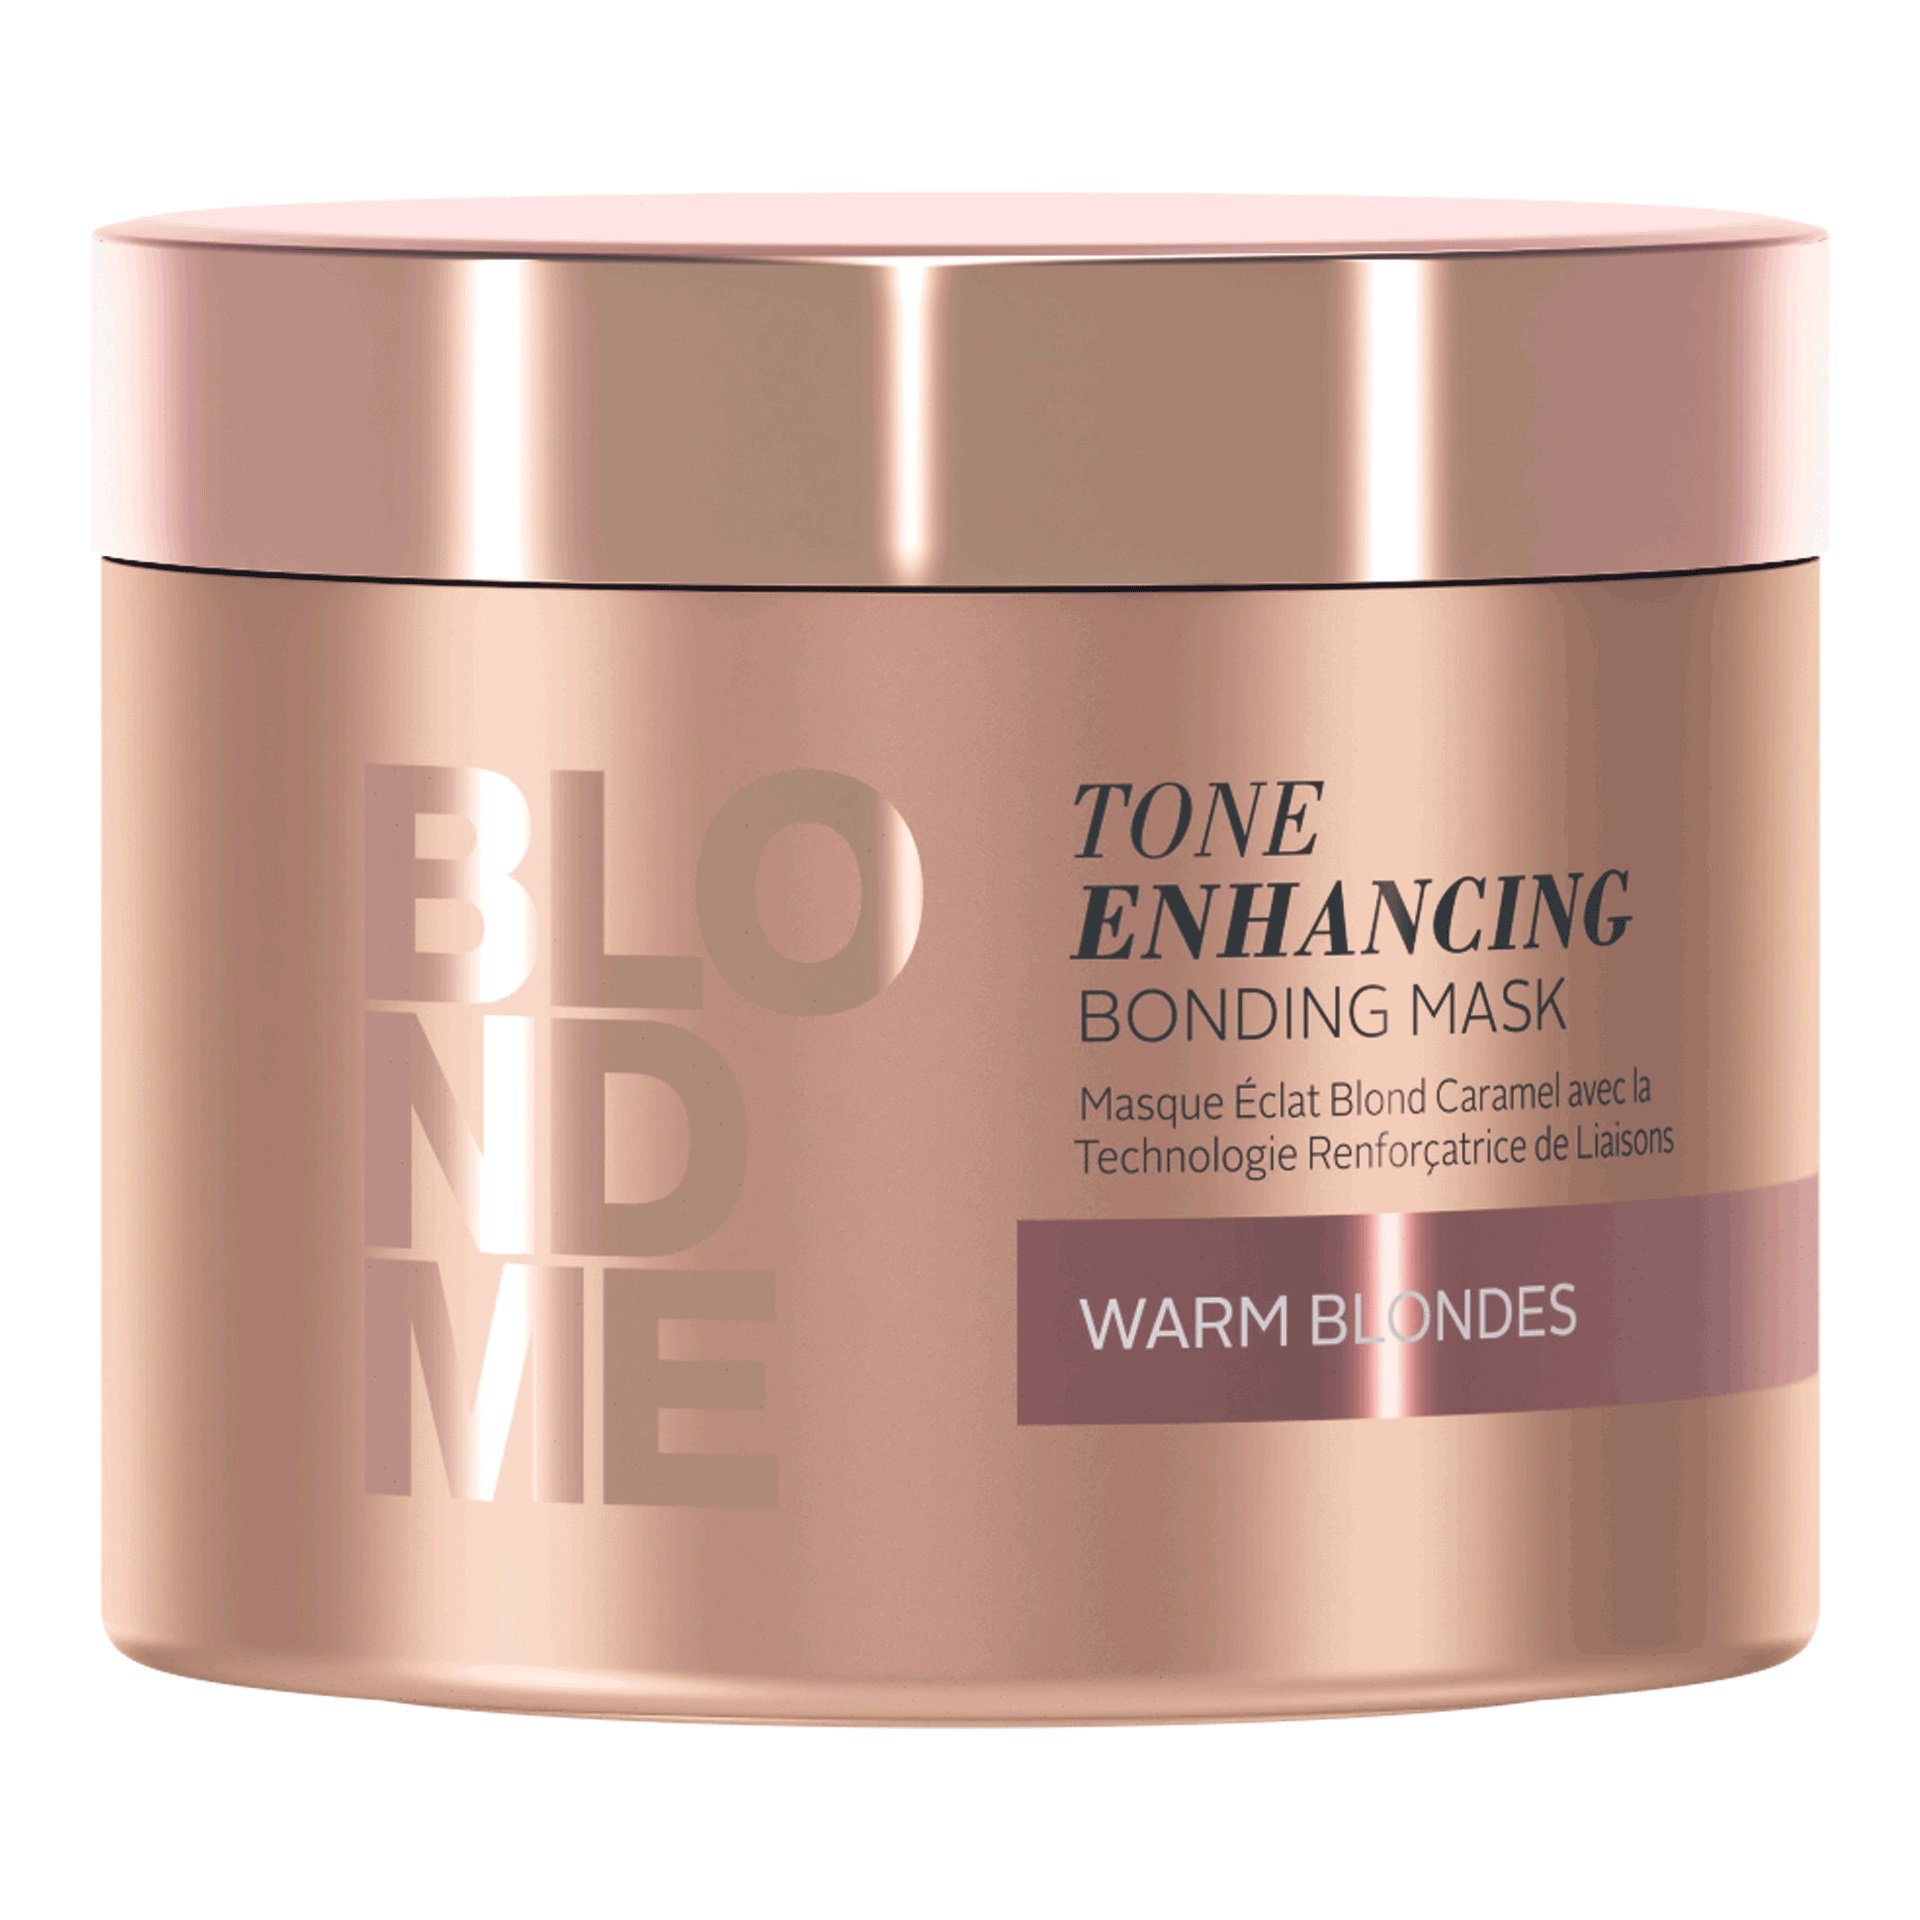 BLO
ND
ME
TONE
ENHANCING
BONDING MASK
Masque Éclat Blond Caramel avec la
Technologie Renforçatrice de Liaisons
WARM BLONDES